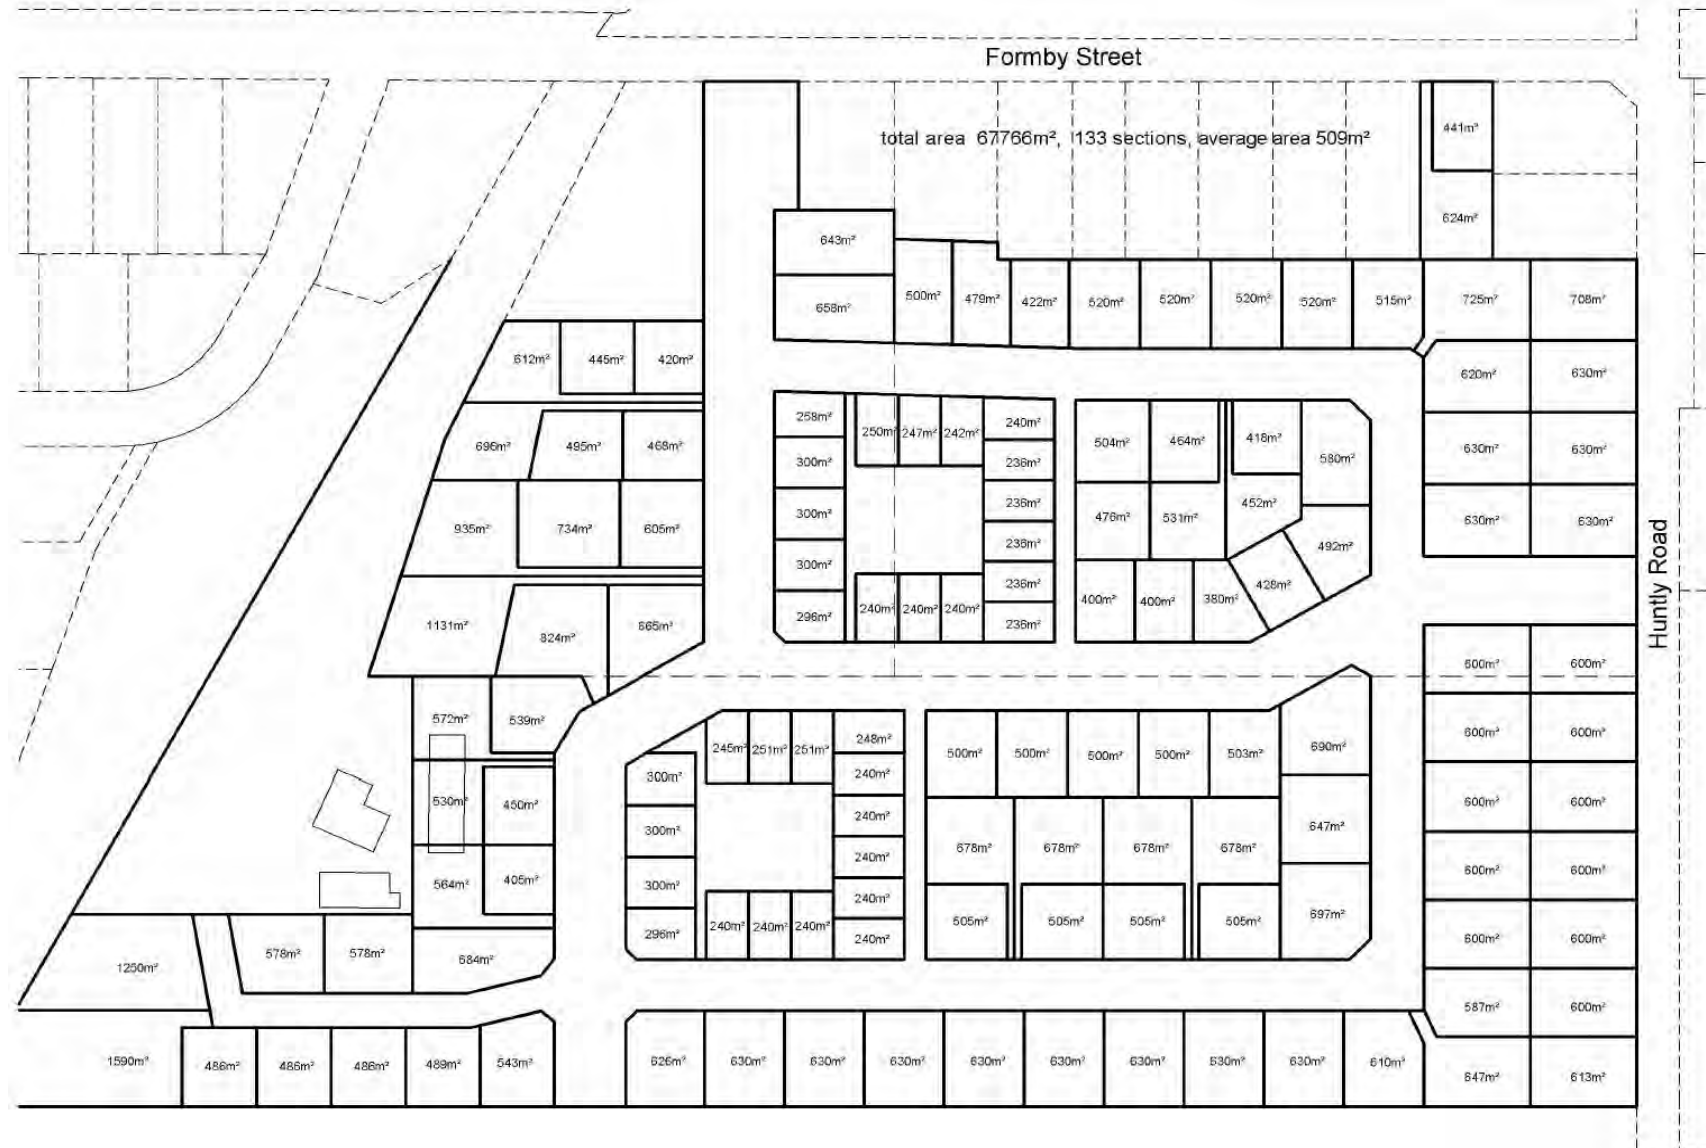 Formby Street
total area 67766m², 133 sections, average area 509m²
441m²
624m²
643m²
658m²
500m² 479m² 422m² 520m² 520m² 520m² 520m² 515m² 725m² 708m²
612m² 445m² 420m²
620m² 630m²
696m² 495m² 468m²
258m² 250m² 247m² 242m² 240m²
504m² 464m² 418m² 580m²
630m² 630m²
300m² 236m²
935m² 734m² 605m²
300m² 236m²
476m² 531m² 452m²
630m² 630m²
236m²
492m²
300m² 236m²
428m²
400m² 400m² 380m²
296m² 240m² 240m² 240m² 236m²
Huntly Road
1131m² 824m² 665m²
600m² 600m²
572m² 539m²
245m² 251m² 251m² 248m²
500m² 500m² 500m² 500m² 503m² 690m²
600m² 600m²
300m² 240m²
530m² 450m²
600m² 600m²
300m² 240m²
647m²
678m² 678m² 678m² 678m²
240m²
600m² 600m²
564m² 405m²
300m² 240m²
505m² 505m² 505m² 505m² 697m²
296m² 240m² 240m² 240m² 240m²
600m² 600m²
1250m² 578m² 578m² 684m²
587m² 600m²
1590m² 486m² 486m² 486m² 489m² 543m²
626m² 630m² 630m² 630m² 630m² 630m² 630m² 630m² 630m² 610m²
647m² 613m²